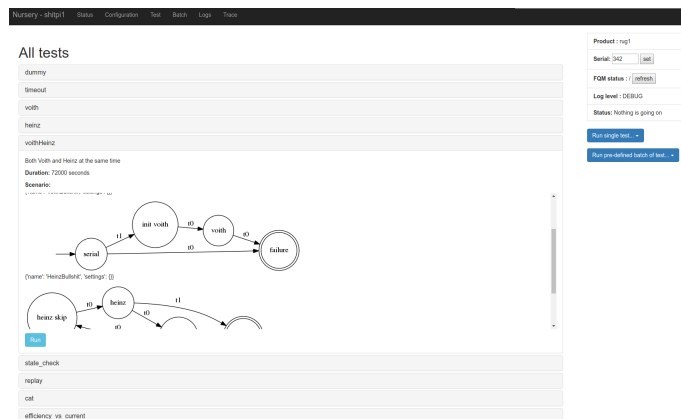 Nursery - shitpi1 Status Configuration Test Batch Logs Trace
All tests
dummy
timeout
voith
heinz
voithHeinz
Both Voith and Heinz at the same time
Duration: 72000 seconds
Scenario:
init voith
t0
voith
t1
t0
t0
serial
failure
{'name': 'HeinzBullshit', 'settings': {}}
heinz
t1
t0
t0
heinz skip
t0
Run
state_check
replay
cat
efficiency_vs_current
Product : rug1
Serial: 342 set
FQM status : / refresh
Log level : DEBUG
Status: Nothing is going on
Run single test...
Run pre-defined batch of test...